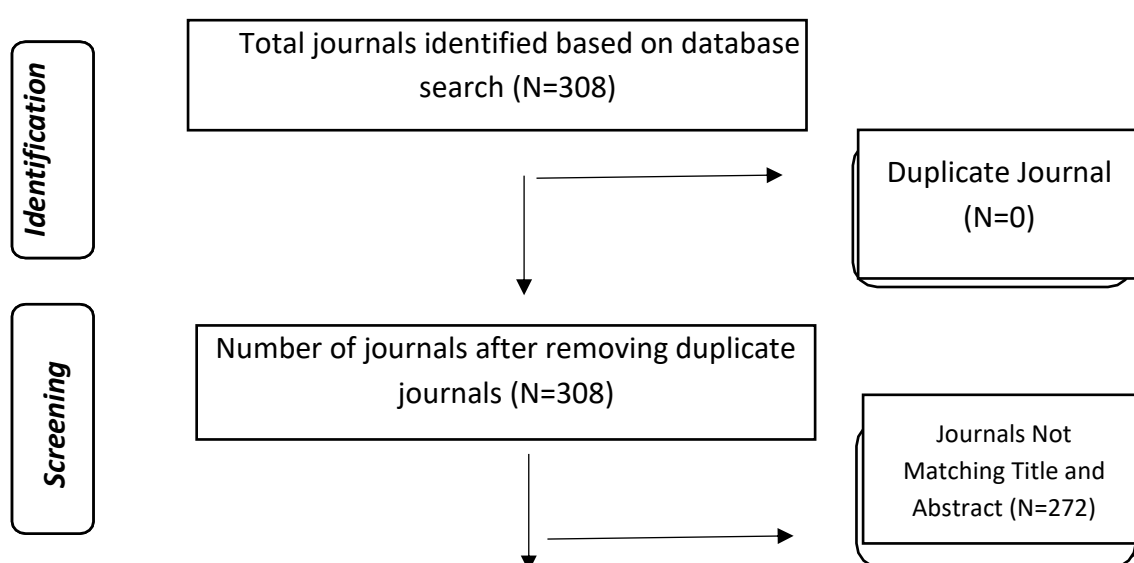 Total journals identified based on database
search (N=308)
Identification
Duplicate Journal
(N=0)
Number of journals after removing duplicate
journals (N=308)
Screening
Journals Not
Matching Title and
Abstract (N=272)